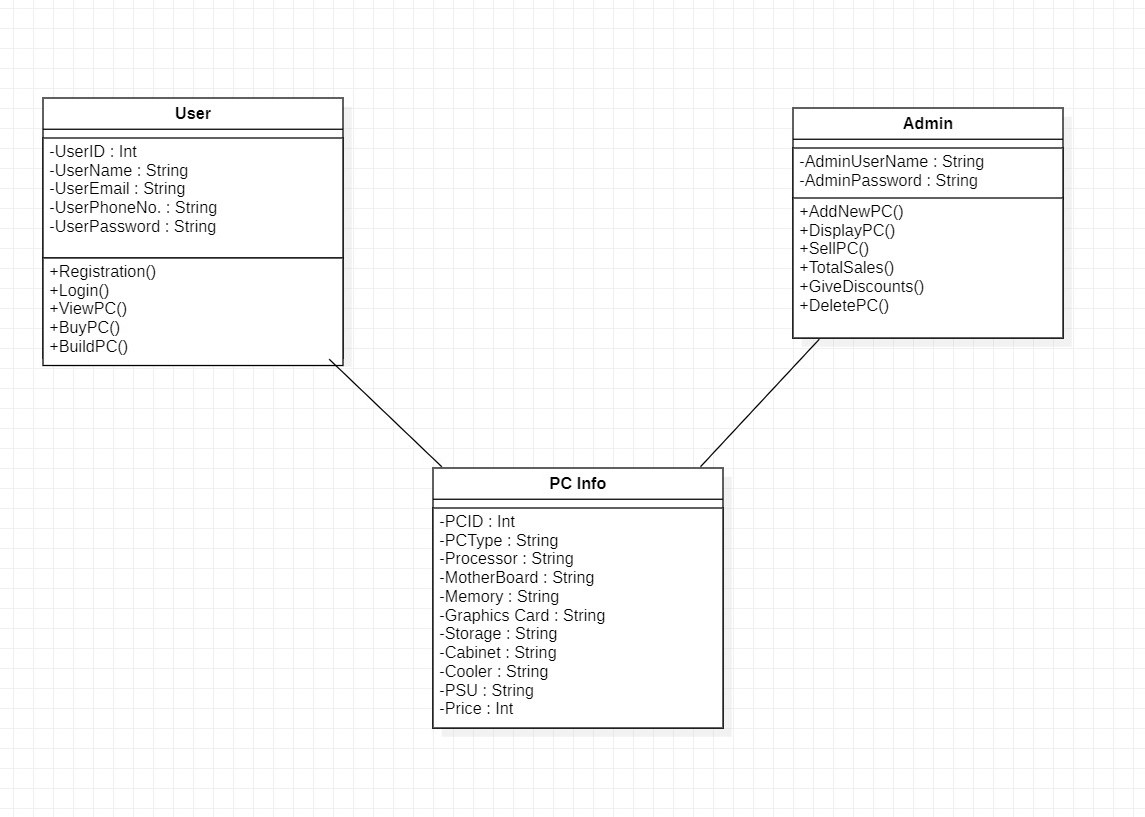 User
-UserID : Int
-UserName : String
-UserEmail : String
-UserPhoneNo. : String
-UserPassword : String
+Registration()
+Login()
+ViewPC()
+BuyPC()
+BuildPC()
Admin
-AdminUserName : String
-AdminPassword : String
+AddNewPC()
+DisplayPC()
+SellPC()
+TotalSales()
+GiveDiscounts()
+DeletePC()
PC Info
-PCID : Int
-PCType : String
-Processor : String
-MotherBoard : String
-Memory : String
-Graphics Card : String
-Storage : String
-Cabinet : String
-Cooler : String
-PSU : String
-Price : Int